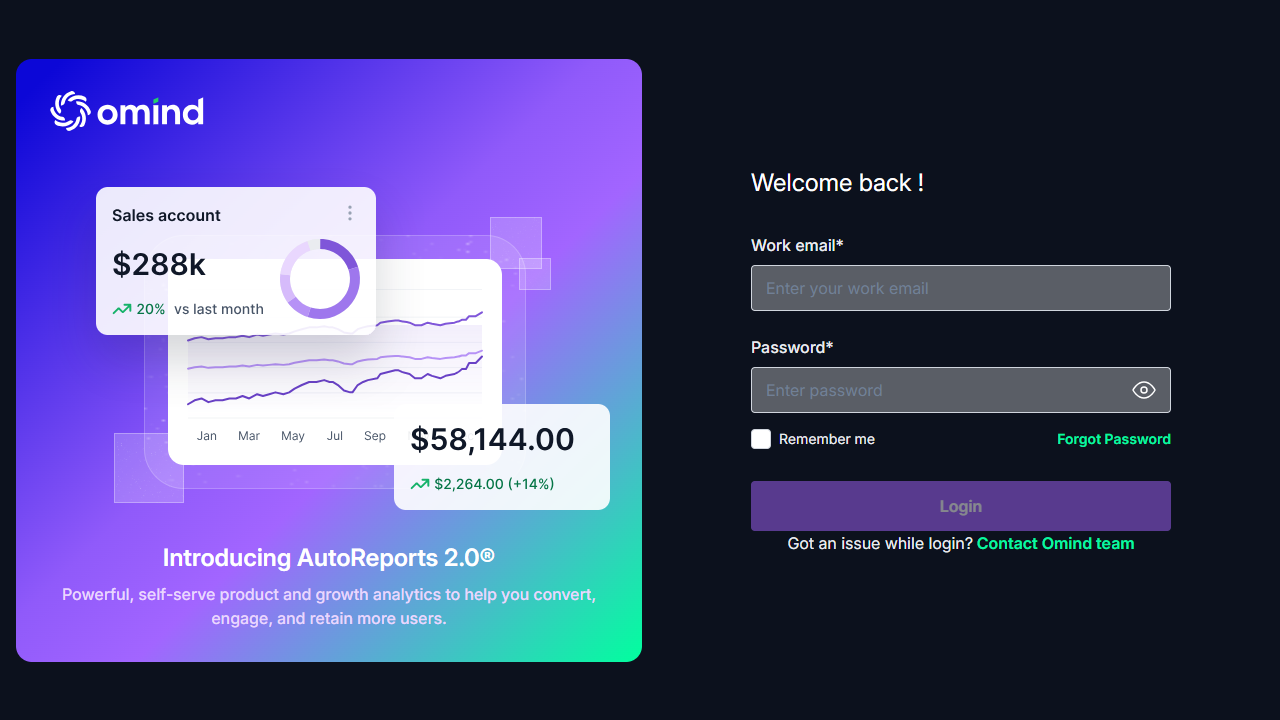 omind
Sales account
$288k
20% vs last month
Jan Mar May Jul Sep
$58,144.00
$2,264.00 (+14%)
Introducing AutoReports 2.0®
Powerful, self-serve product and growth analytics to help you convert,
engage, and retain more users.
Welcome back !
Work email*
Enter your work email
Password*
Enter password
Remember me
Forgot Password
Login
Got an issue while login? Contact Omind team